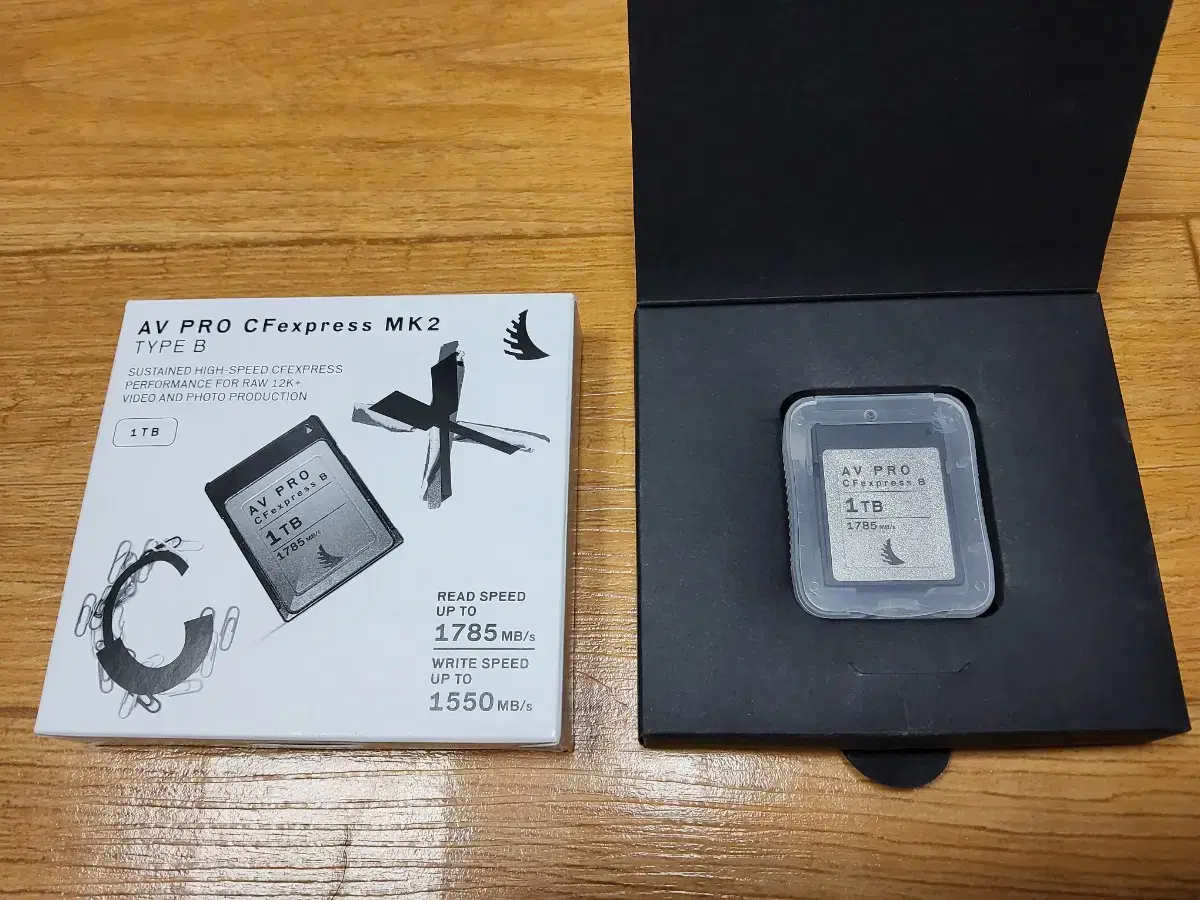 AV PRO CFexpress MK2
TYPE B
SUSTAINED HIGH-SPEED CFEXPRESS
PERFORMANCE FOR RAW 12K+
VIDEO AND PHOTO PRODUCTION
1TB
AV PRO
CFexpress B
1TB
1785 MB/s
READ SPEED
UP TO
1785 MB/s
WRITE SPEED
UP TO
1550 MB/s
AV PRO
CFexpress B
1TB
1785 MB/s